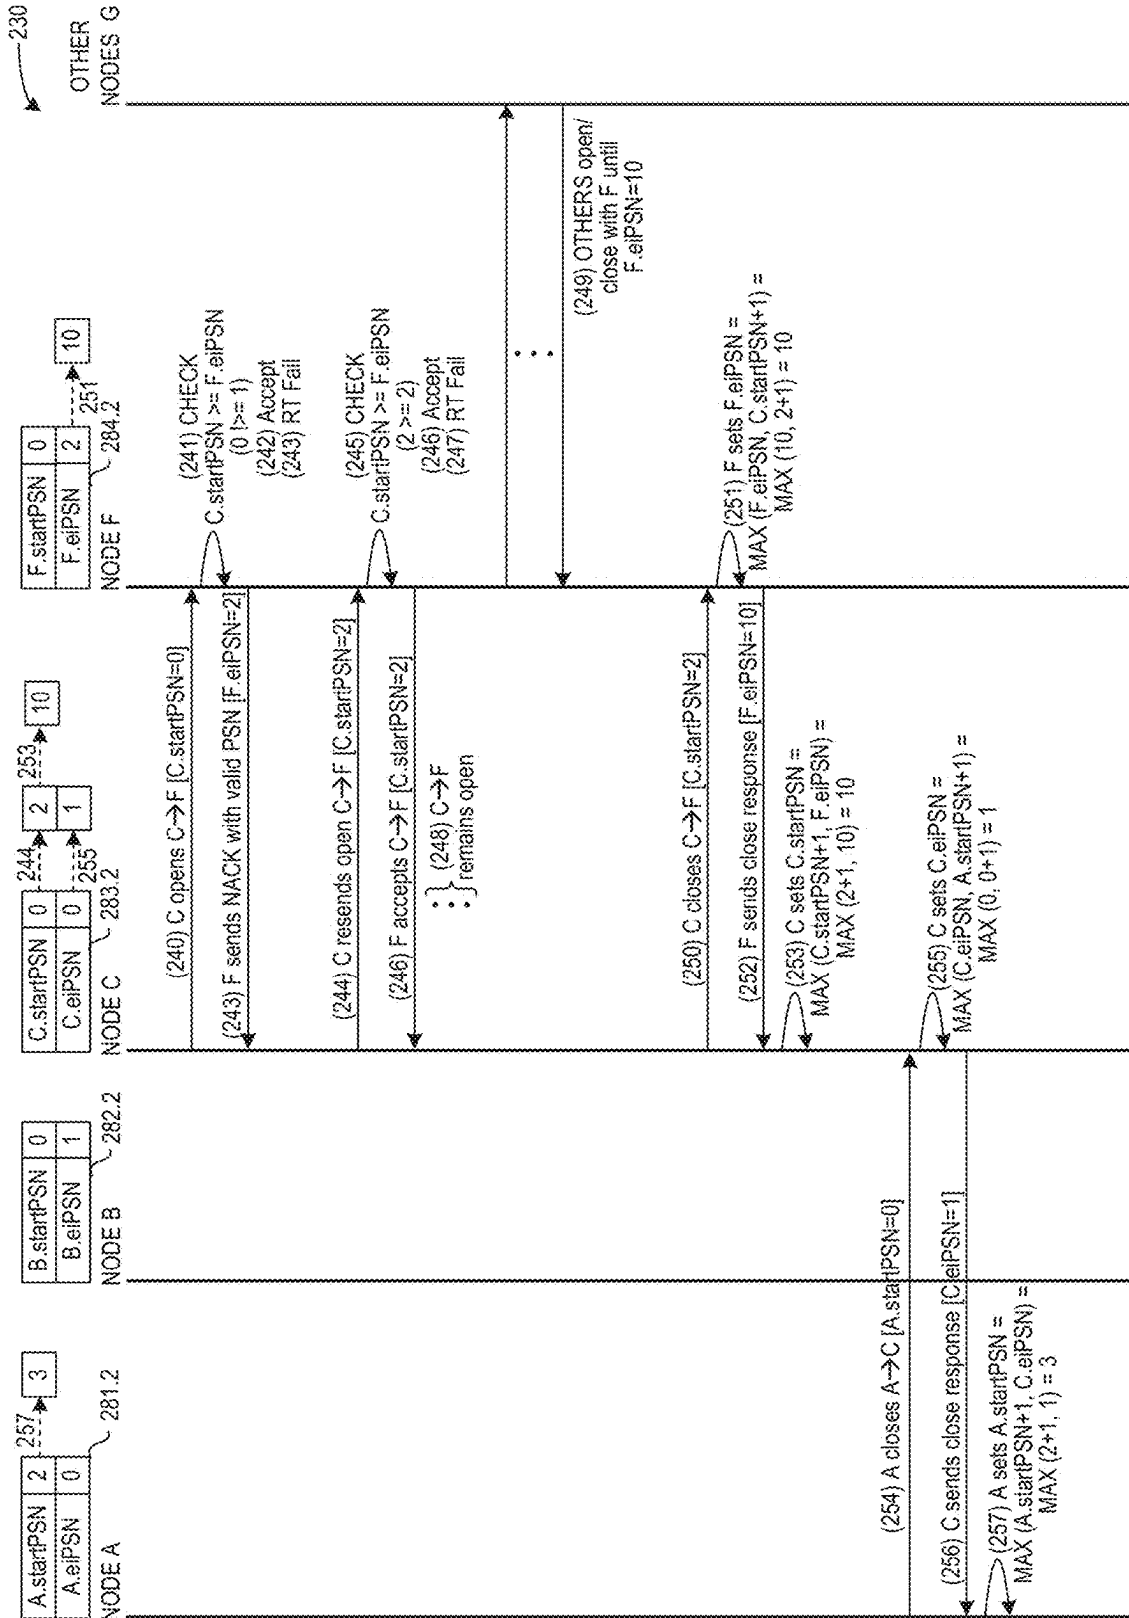 230
A.startPSN 2
A.eiPSN 0
257
3
281.2
NODE A
B.startPSN 0
B.eiPSN 1
282.2
NODE B
C.startPSN 0
C.eiPSN 0
244
2
253
10
255
1
283.2
NODE C
F.startPSN 0
F.eiPSN 2
10
251
284.2
NODE F
OTHER
NODES G
(240) C opens C→F [C.startPSN=0]
(241) CHECK
C.startPSN >= F.eiPSN
(0 !>= 1)
(242) Accept
(243) RT Fail
(243) F sends NACK with valid PSN [F.eiPSN=2]
(244) C resends open C→F [C.startPSN=2]
(245) CHECK
C.startPSN >= F.eiPSN
(2 >= 2)
(246) Accept
(247) RT Fail
(246) F accepts C→F [C.startPSN=2]
(248) C→F
remains open
(249) OTHERS open/
close with F until
F.eiPSN=10
(250) C closes C→F [C.startPSN=2]
(251) F sets F.eiPSN =
MAX (F.eiPSN, C.startPSN+1) =
MAX (10, 2+1) = 10
(252) F sends close response [F.eiPSN=10]
(253) C sets C.startPSN =
MAX (C.startPSN+1, F.eiPSN) =
MAX (2+1, 10) = 10
(254) A closes A→C [A.startPSN=0]
(255) C sets C.eiPSN =
MAX (C.eiPSN, A.startPSN+1) =
MAX (0, 0+1) = 1
(256) C sends close response [C.eiPSN=1]
(257) A sets A.startPSN =
MAX (A.startPSN+1, C.eiPSN) =
MAX (2+1, 1) = 3